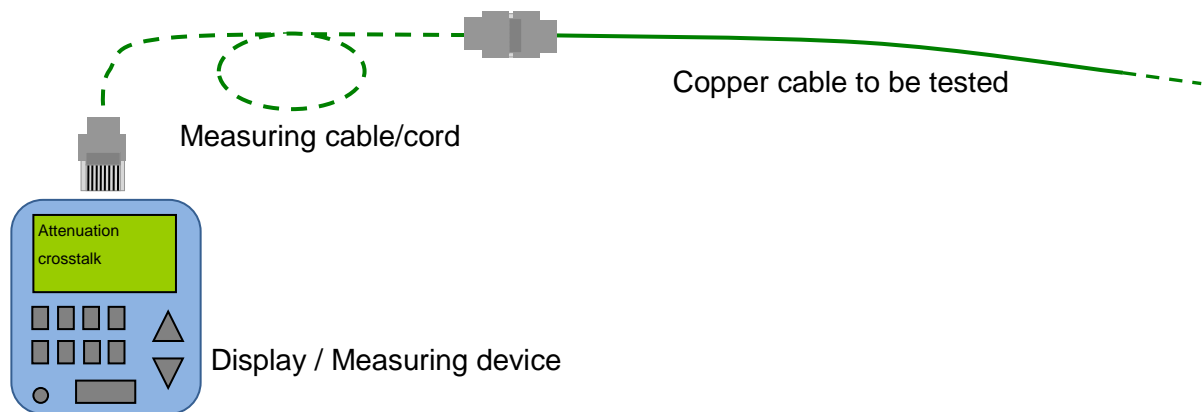 Copper cable to be tested
Measuring cable/cord
Attenuation
crosstalk
Display / Measuring device